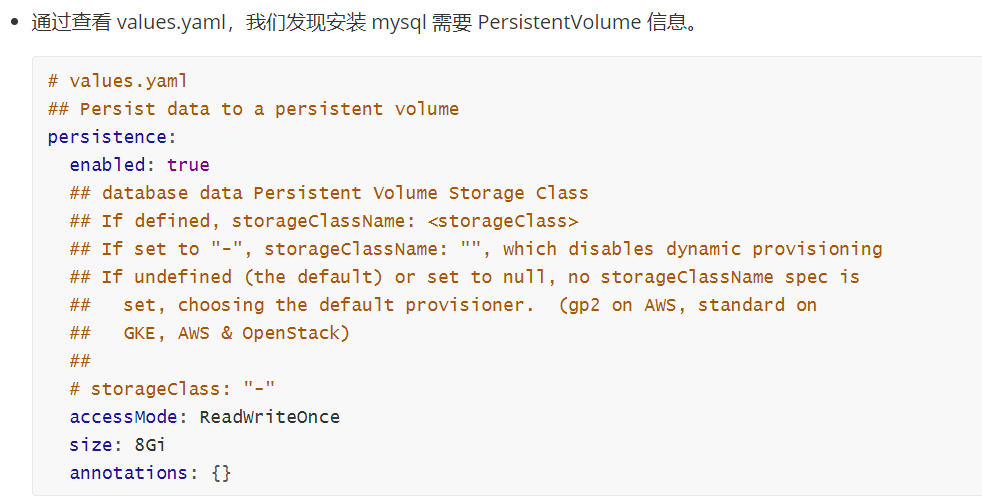 通过查看 values.yaml，我们发现安装 mysql 需要 PersistentVolume 信息。
# values.yaml
## Persist data to a persistent volume
persistence:
  enabled: true
  ## database data Persistent Volume Storage Class
  ## If defined, storageClassName: <storageClass>
  ## If set to "-", storageClassName: "", which disables dynamic provisioning
  ## If undefined (the default) or set to null, no storageClassName spec is
  ##   set, choosing the default provisioner.  (gp2 on AWS, standard on
  ##   GKE, AWS & OpenStack)
  ##
  # storageClass: "-"
  accessMode: ReadWriteOnce
  size: 8Gi
  annotations: {}